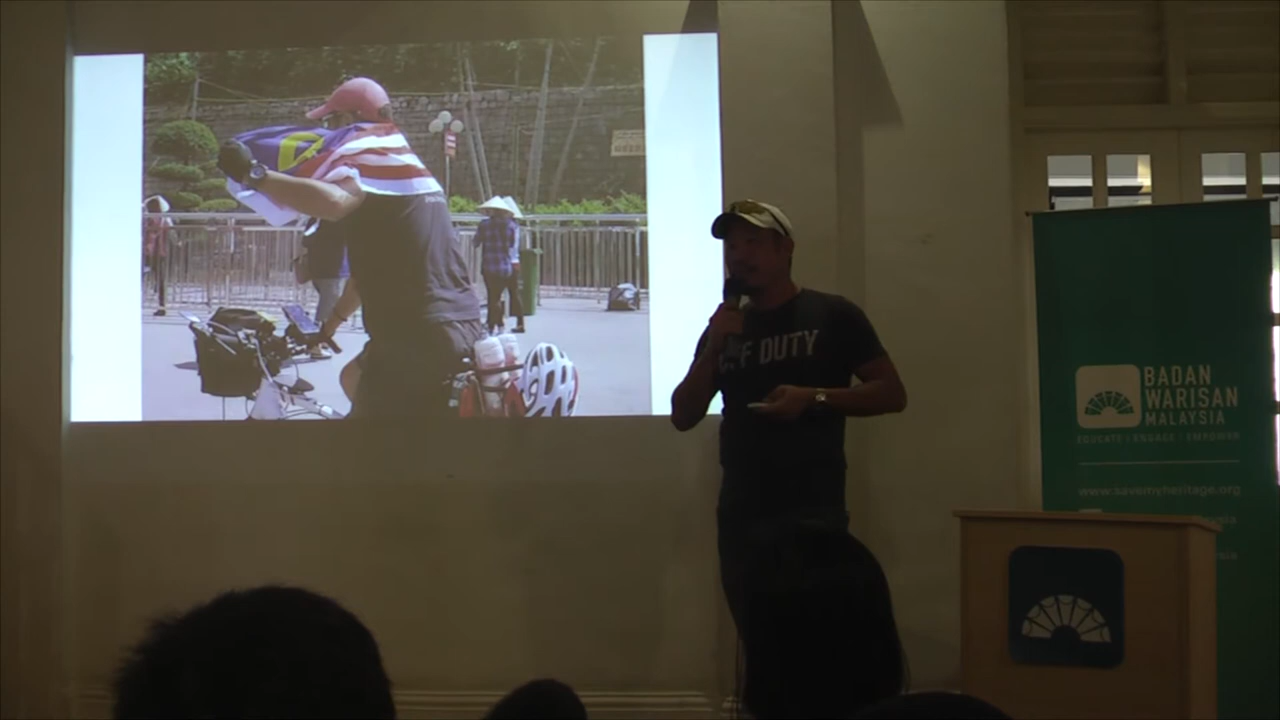 OFF DUTY
BADAN
WARISAN
MALAYSIA
EDUCATE | ENGAGE | EMPOWER
www.savemyheritage.org